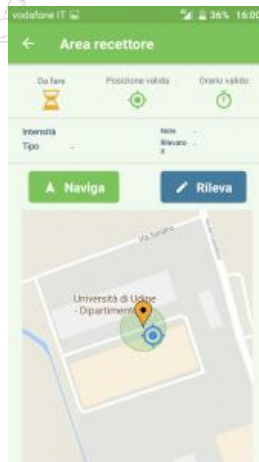 vodafone IT 36% 16:00
Area recettore
Da fare Posizione valida Orario valido
Intensità - Note -
Tipo - Rilevato -
Naviga Rileva
Via Sondrio
Università di Udine
- Dipartimento